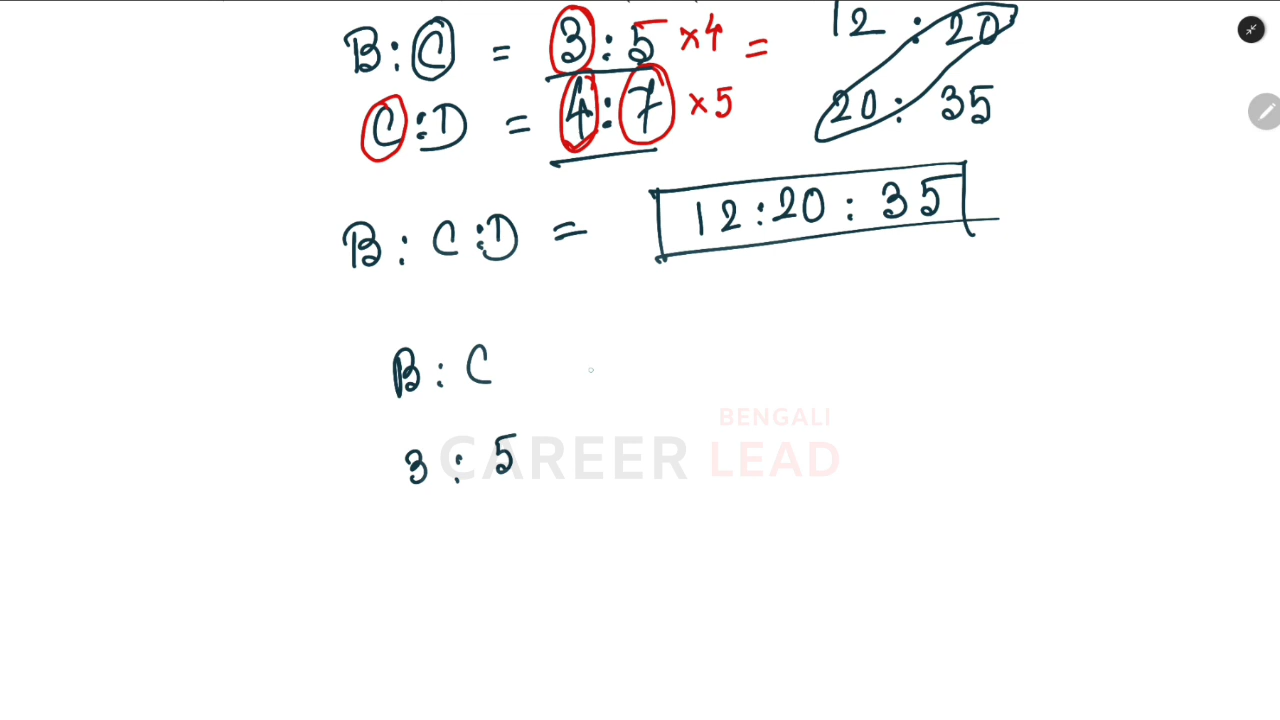 B : C = 3 : 5 ×4 = 12 : 20
C : D = 4 : 7 ×5 20 : 35
B : C : D = 12 : 20 : 35
B : C
BENGALI
CAREER LEAD
3 : 5